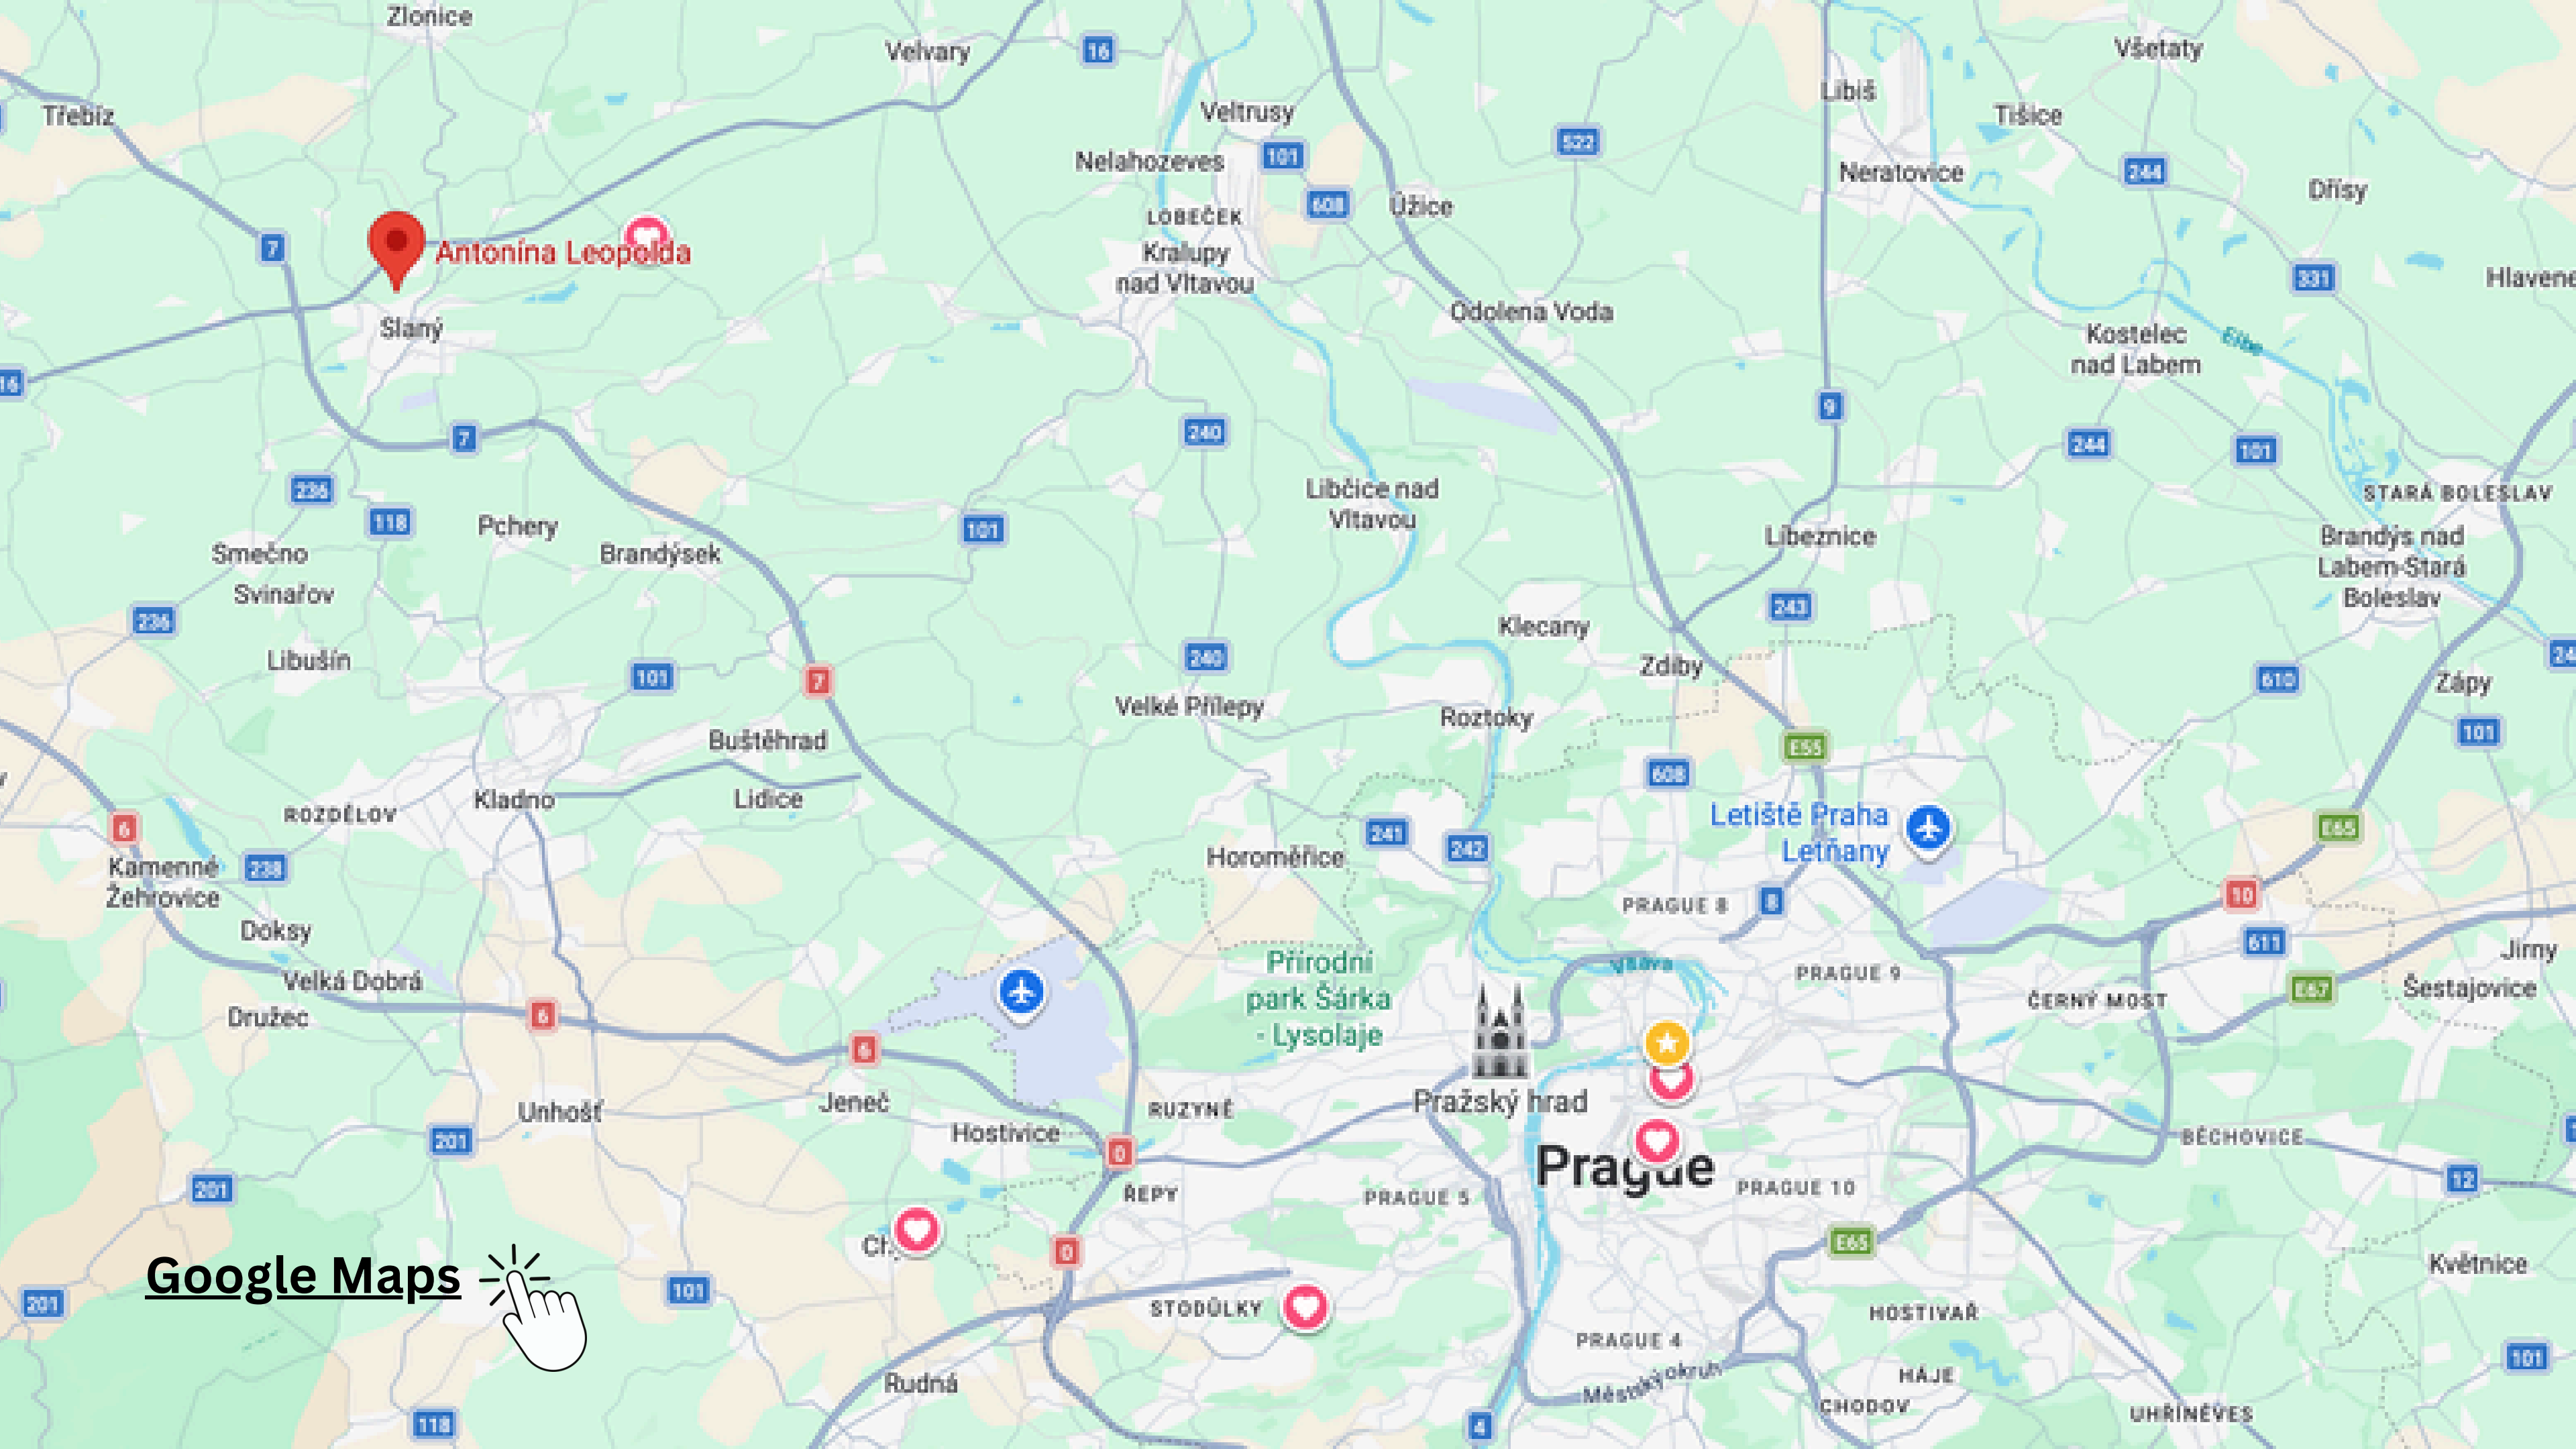 Zlonice
Velvary
16
Všetaty
Třebíz
Veltrusy
Libiš
Tišice
522
Nelahozeves
101
244
Neratovice
Dřísy
608
Úžice
LOBEČEK
7
Antonína Leopolda
Kralupy
nad Vltavou
331
Odolena Voda
Slaný
Kostelec
nad Labem
Elbe
16
9
7
240
244
101
236
Libčice nad
Vltavou
STARÁ BOLESLAV
118
Pchery
101
Líbeznice
Brandýs nad
Labem-Stará
Boleslav
Smečno
Brandýsek
Svinařov
243
236
Klecany
Libušín
240
Zdiby
101
7
610
Zápy
Velké Přílepy
Roztoky
101
Buštěhrad
E55
608
Kladno
Lidice
ROZDĚLOV
Letiště Praha
Letňany
6
241
242
E65
Kamenné
Žehrovice
238
Horoměřice
10
PRAGUE 8
8
Doksy
611
Jirny
Přírodní
park Šárka
- Lysolaje
Vltava
PRAGUE 9
Velká Dobrá
E67
Šestajovice
ČERNÝ MOST
Družec
6
6
Jeneč
Pražský hrad
Unhošť
RUZYNĚ
Hostivice
201
0
BĚCHOVICE
Prague
12
201
ŘEPY
PRAGUE 5
PRAGUE 10
0
E65
Google Maps
Květnice
201
101
STODŮLKY
HOSTIVAŘ
PRAGUE 4
101
Rudná
Městský okruh
HÁJE
CHODOV
118
4
UHŘÍNĚVES